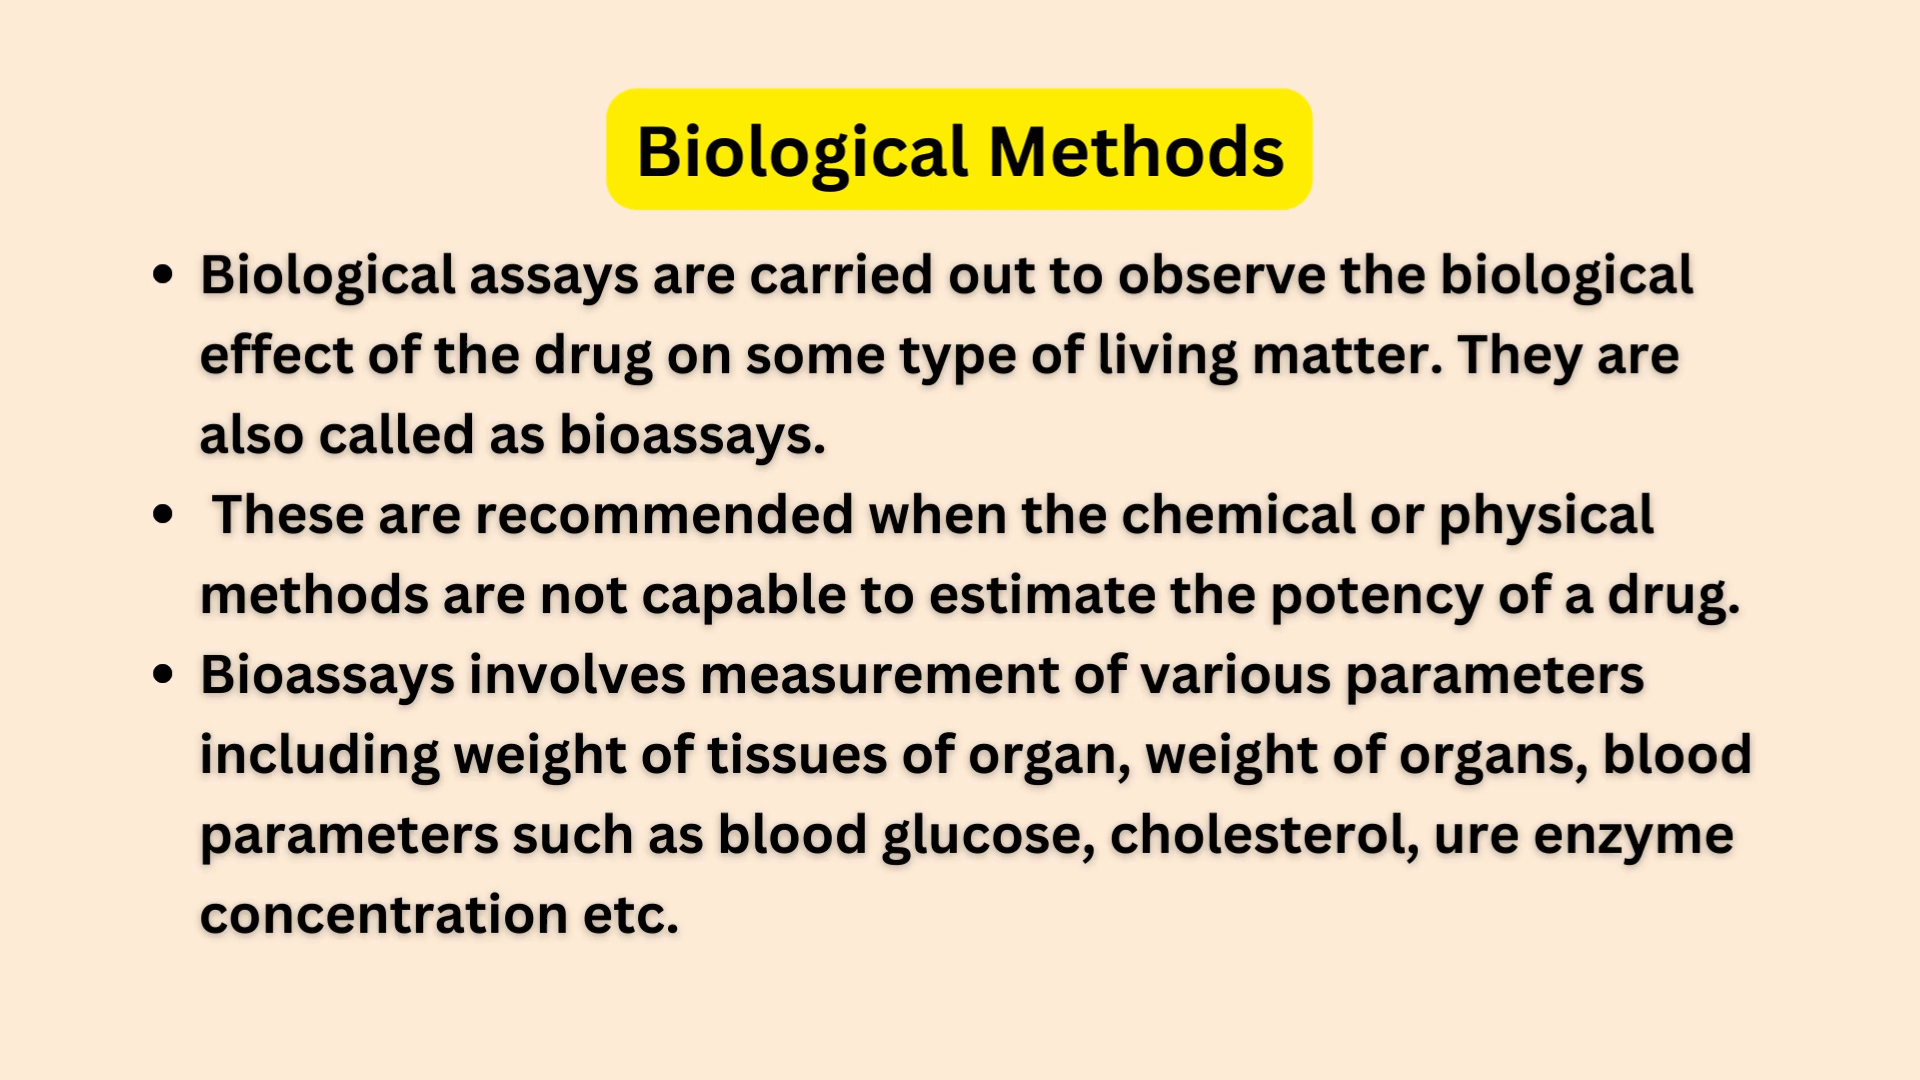 Biological Methods
• Biological assays are carried out to observe the biological
effect of the drug on some type of living matter. They are
also called as bioassays.
• These are recommended when the chemical or physical
methods are not capable to estimate the potency of a drug.
• Bioassays involves measurement of various parameters
including weight of tissues of organ, weight of organs, blood
parameters such as blood glucose, cholesterol, ure enzyme
concentration etc.